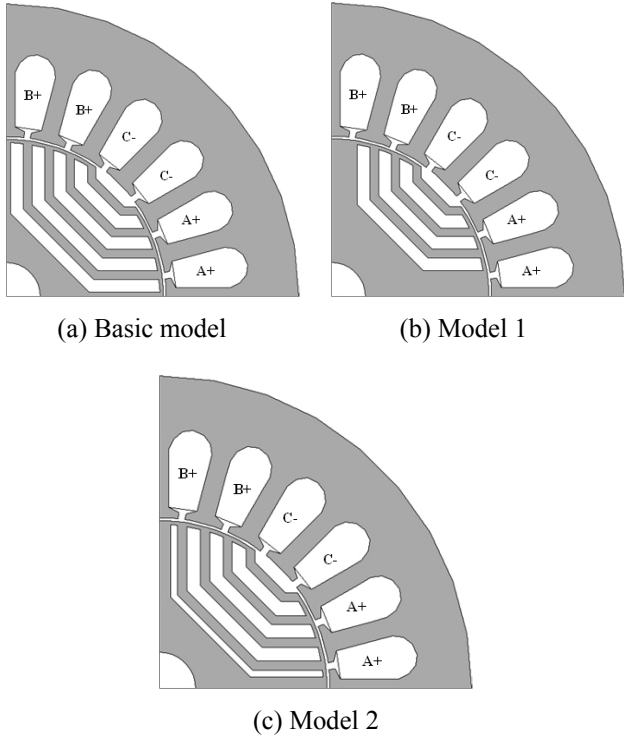 B+
B+
C-
C-
A+
A+
(a) Basic model
B+
B+
C-
C-
A+
A+
(b) Model 1
B+
B+
C-
C-
A+
A+
(c) Model 2